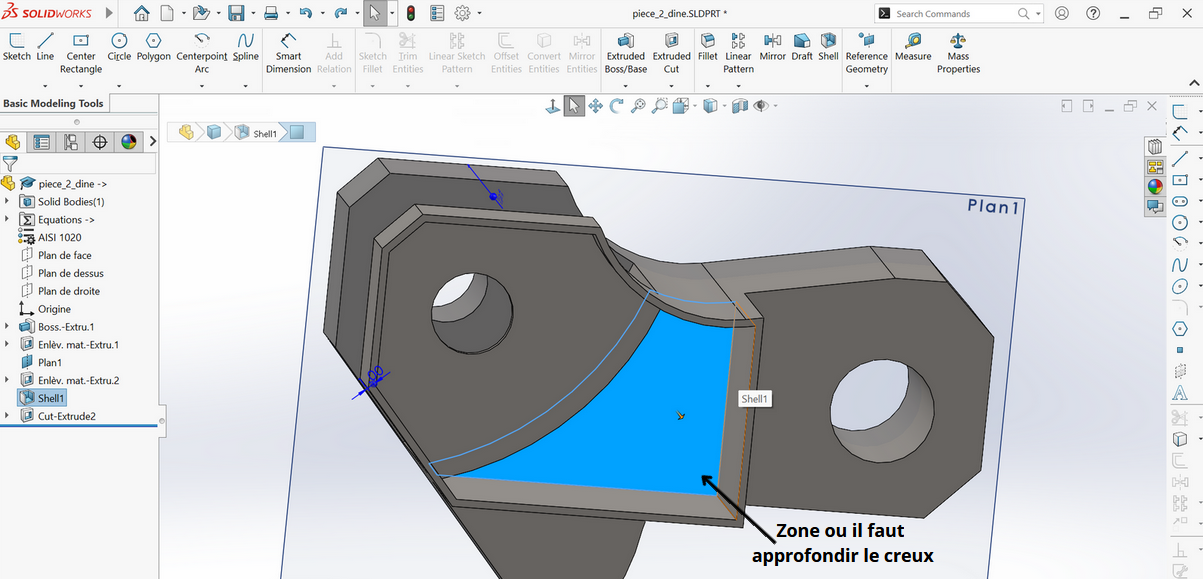 SOLIDWORKS
piece_2_dine.SLDPRT *
Search Commands
Sketch
Line
Center Rectangle
Circle
Polygon
Centerpoint Arc
Spline
Smart Dimension
Add Relation
Sketch Fillet
Trim Entities
Linear Sketch Pattern
Offset Entities
Convert Entities
Mirror Entities
Extruded Boss/Base
Extruded Cut
Fillet
Linear Pattern
Mirror
Draft
Shell
Reference Geometry
Measure
Mass Properties
Basic Modeling Tools
Shell1
piece_2_dine ->
Solid Bodies(1)
Equations ->
AISI 1020
Plan de face
Plan de dessus
Plan de droite
Origine
Boss.-Extru.1
Enlèv. mat.-Extru.1
Plan1
Enlèv. mat.-Extru.2
Shell1
Cut-Extrude2
Plan1
Shell1
Zone ou il faut
approfondir le creux